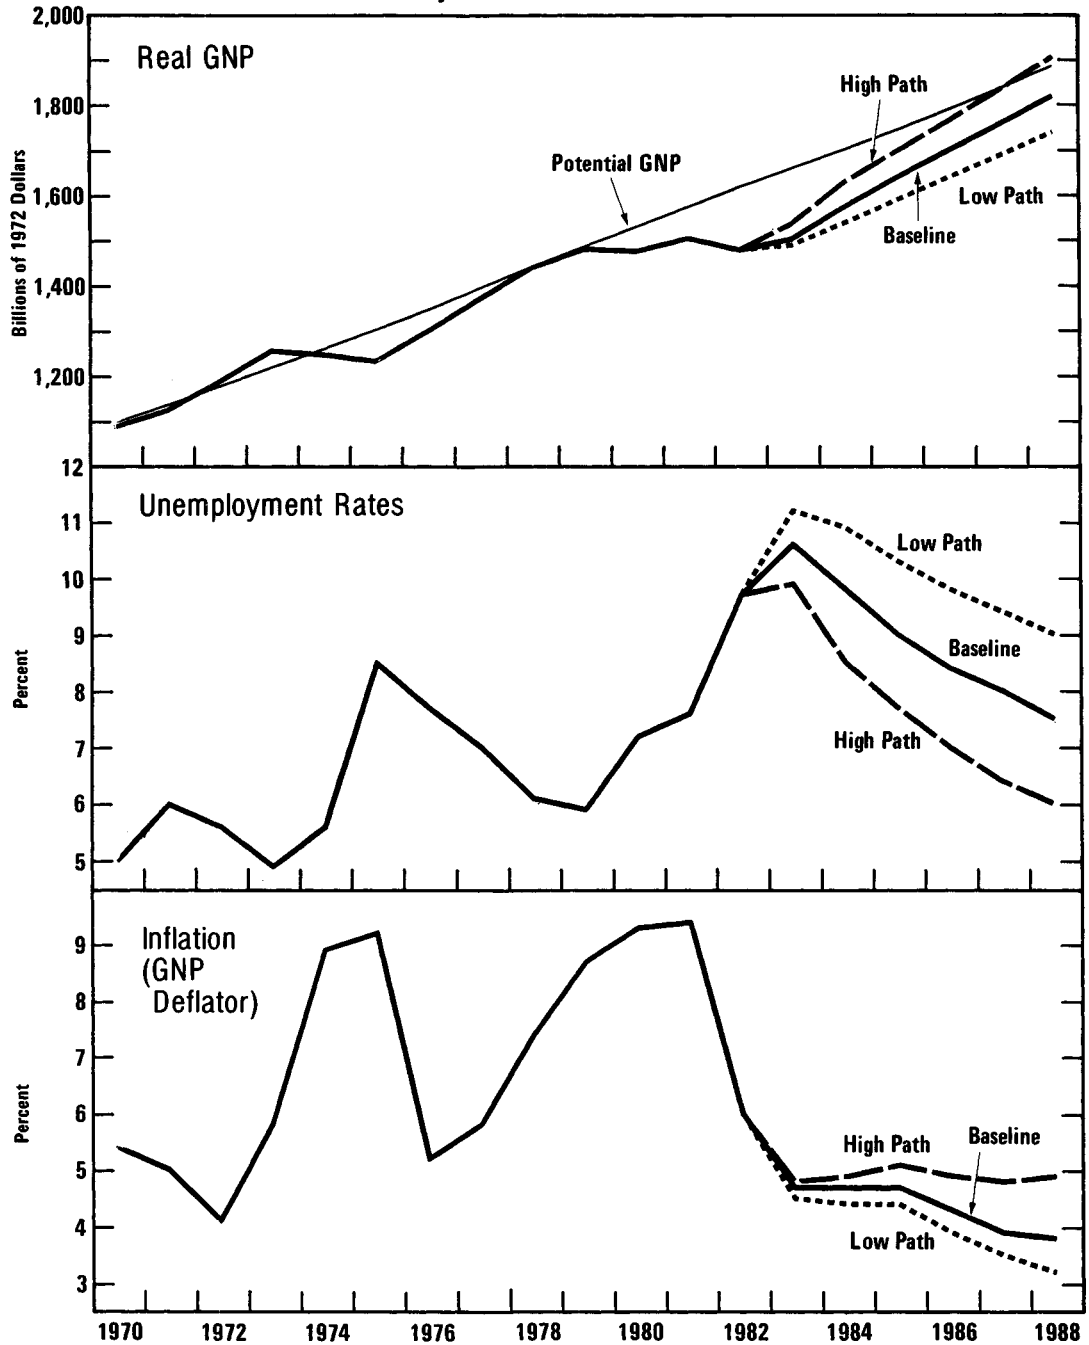 2,000
Real GNP
1,800
1,600
1,400
1,200
Billions of 1972 Dollars
High Path
Potential GNP
Low Path
Baseline
12
Unemployment Rates
11
10
9
8
7
6
5
Percent
Low Path
Baseline
High Path
Inflation
(GNP
Deflator)
9
8
7
6
5
4
3
Percent
High Path
Baseline
Low Path
1970 1972 1974 1976 1978 1980 1982 1984 1986 1988